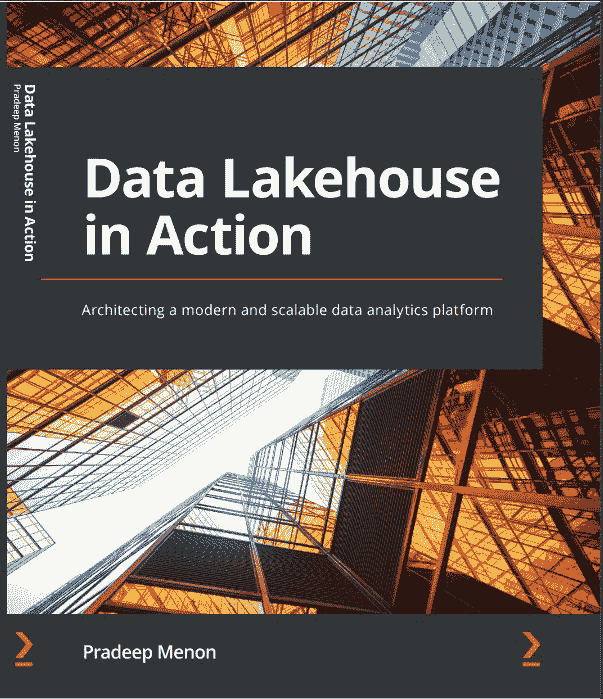 Data Lakehouse in Action
Pradeep Menon
Data Lakehouse
in Action
Architecting a modern and scalable data analytics platform
Pradeep Menon